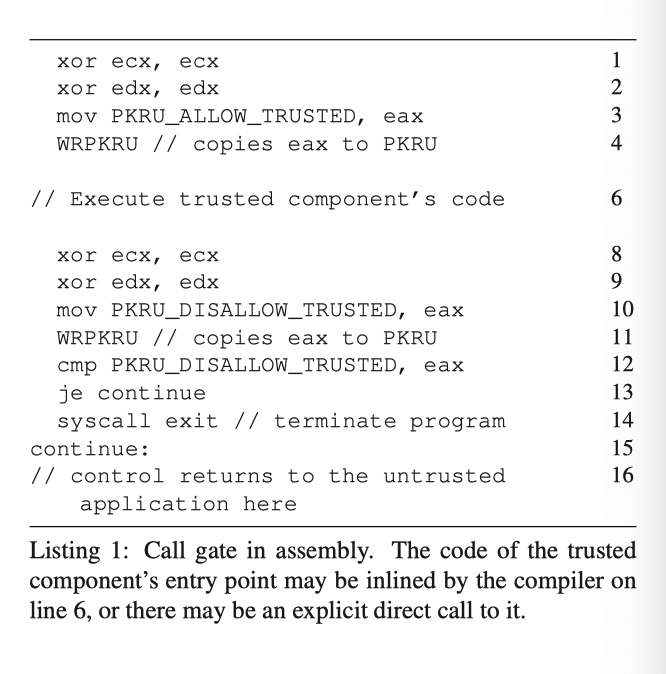 xor ecx, ecx 1
xor edx, edx 2
mov PKRU_ALLOW_TRUSTED, eax 3
WRPKRU // copies eax to PKRU 4
// Execute trusted component's code 6
xor ecx, ecx 8
xor edx, edx 9
mov PKRU_DISALLOW_TRUSTED, eax 10
WRPKRU // copies eax to PKRU 11
cmp PKRU_DISALLOW_TRUSTED, eax 12
je continue 13
syscall exit // terminate program 14
continue: 15
// control returns to the untrusted 16
application here
Listing 1: Call gate in assembly. The code of the trusted
component's entry point may be inlined by the compiler on
line 6, or there may be an explicit direct call to it.